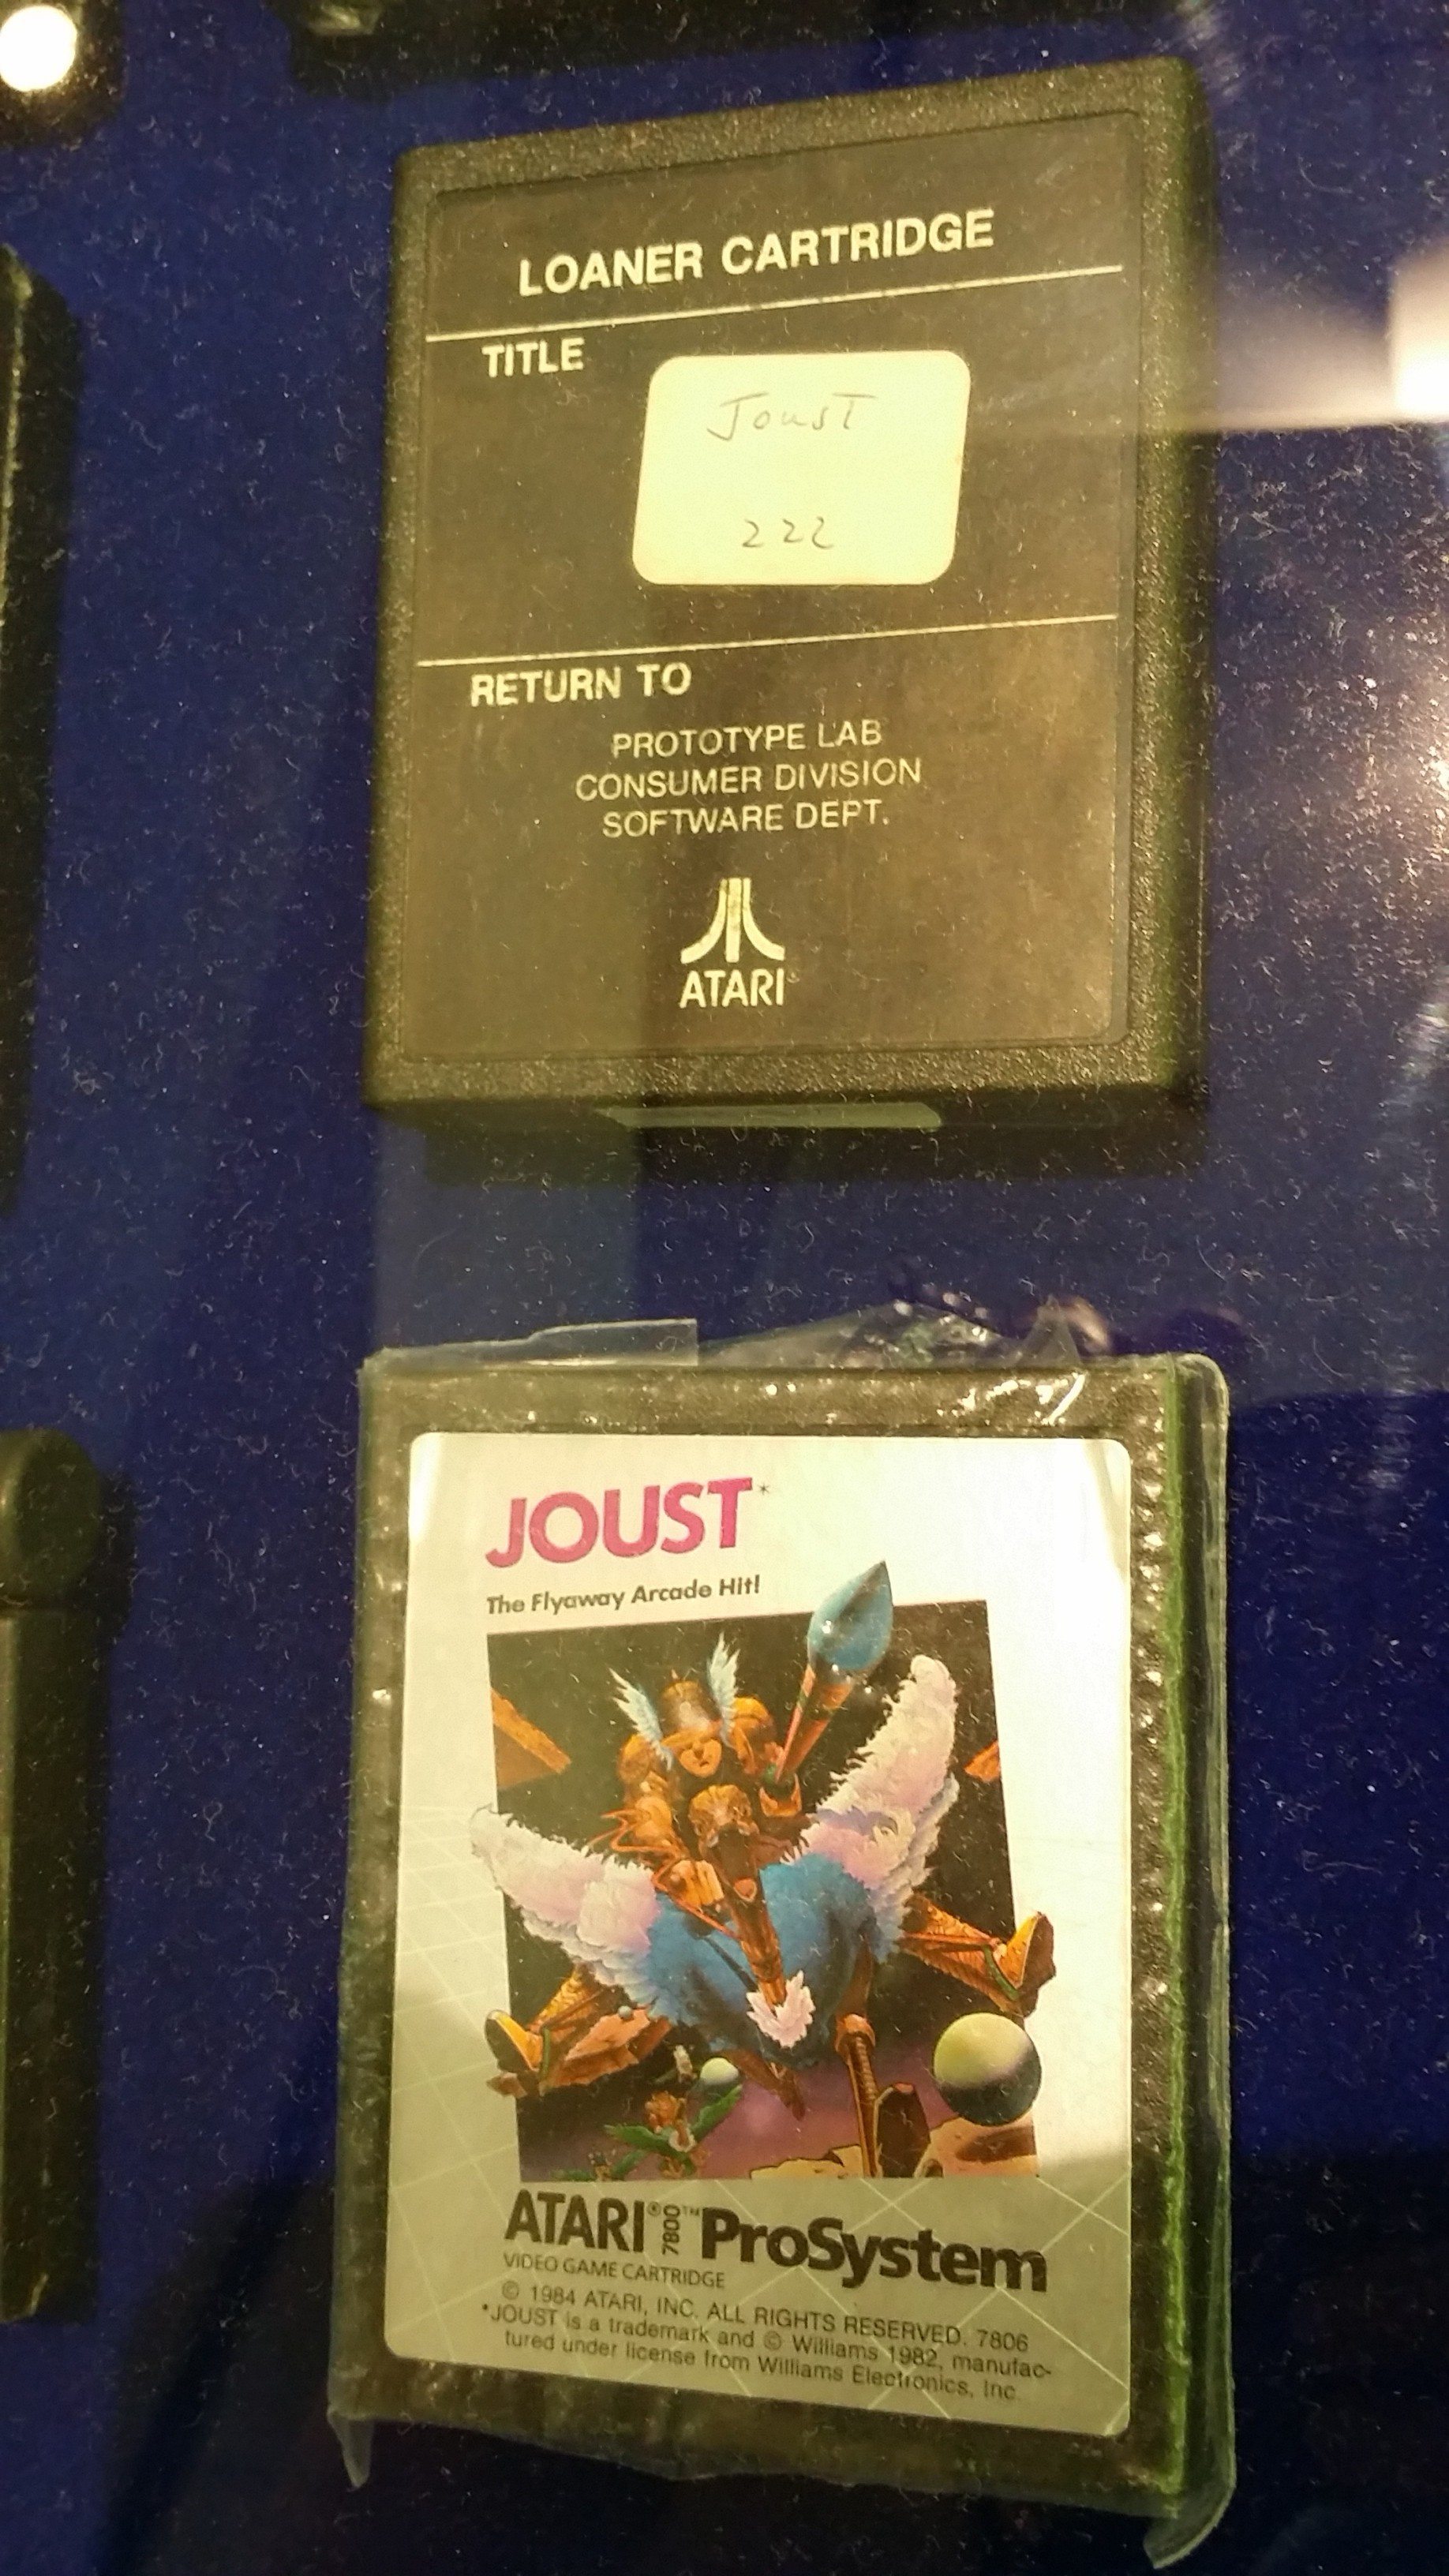 LOANER CARTRIDGE
TITLE
Joust
222
RETURN TO
PROTOTYPE LAB
CONSUMER DIVISION
SOFTWARE DEPT.
ATARI®
JOUST*
The Flyaway Arcade Hit!
ATARI® 7800™ ProSystem
VIDEO GAME CARTRIDGE
© 1984 ATARI, INC. ALL RIGHTS RESERVED. 7806
*JOUST is a trademark and © Williams 1982, manufac-
tured under license from Williams Electronics, Inc.